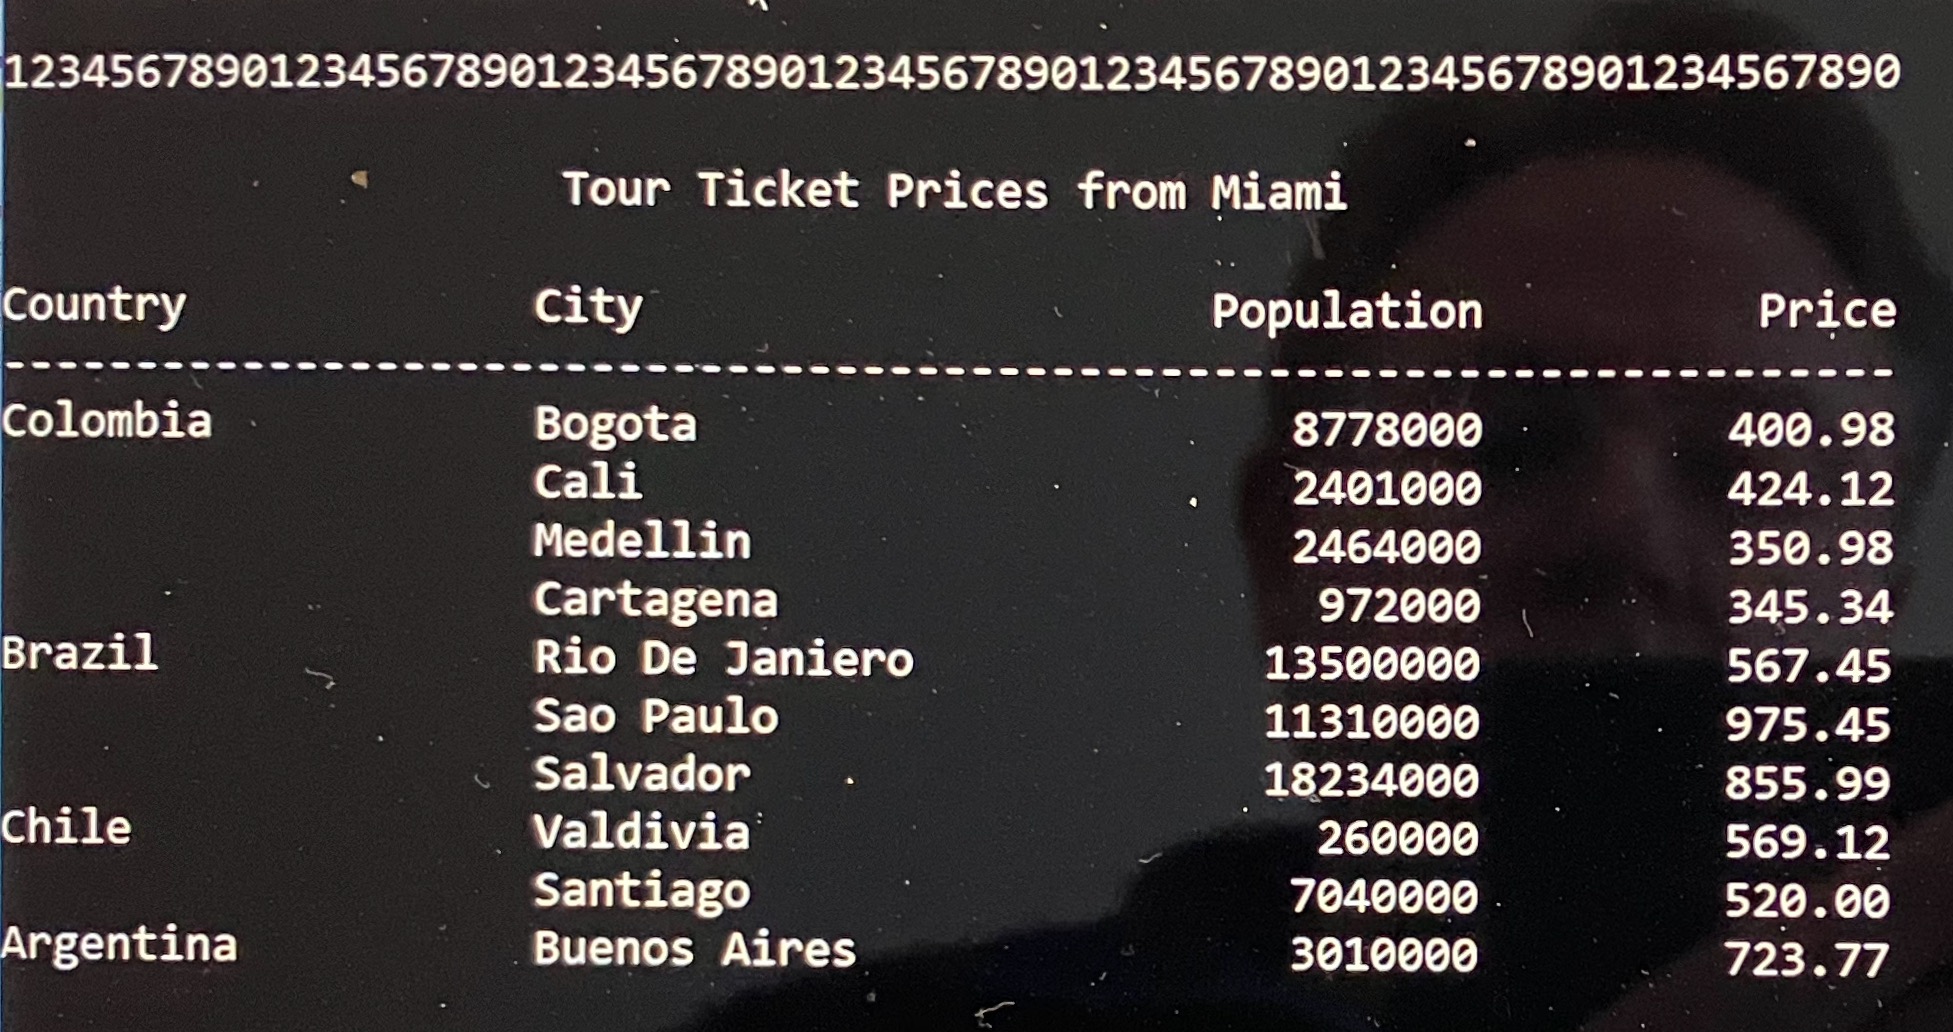 1234567890123456789012345678901234567890123456789012345678901234567890
Tour Ticket Prices from Miami
Country City Population Price
----------------------------------------------------------------------
Colombia Bogota 8778000 400.98
Cali 2401000 424.12
Medellin 2464000 350.98
Cartagena 972000 345.34
Brazil Rio De Janiero 13500000 567.45
Sao Paulo 11310000 975.45
Salvador 18234000 855.99
Chile Valdivia 260000 569.12
Santiago 7040000 520.00
Argentina Buenos Aires 3010000 723.77